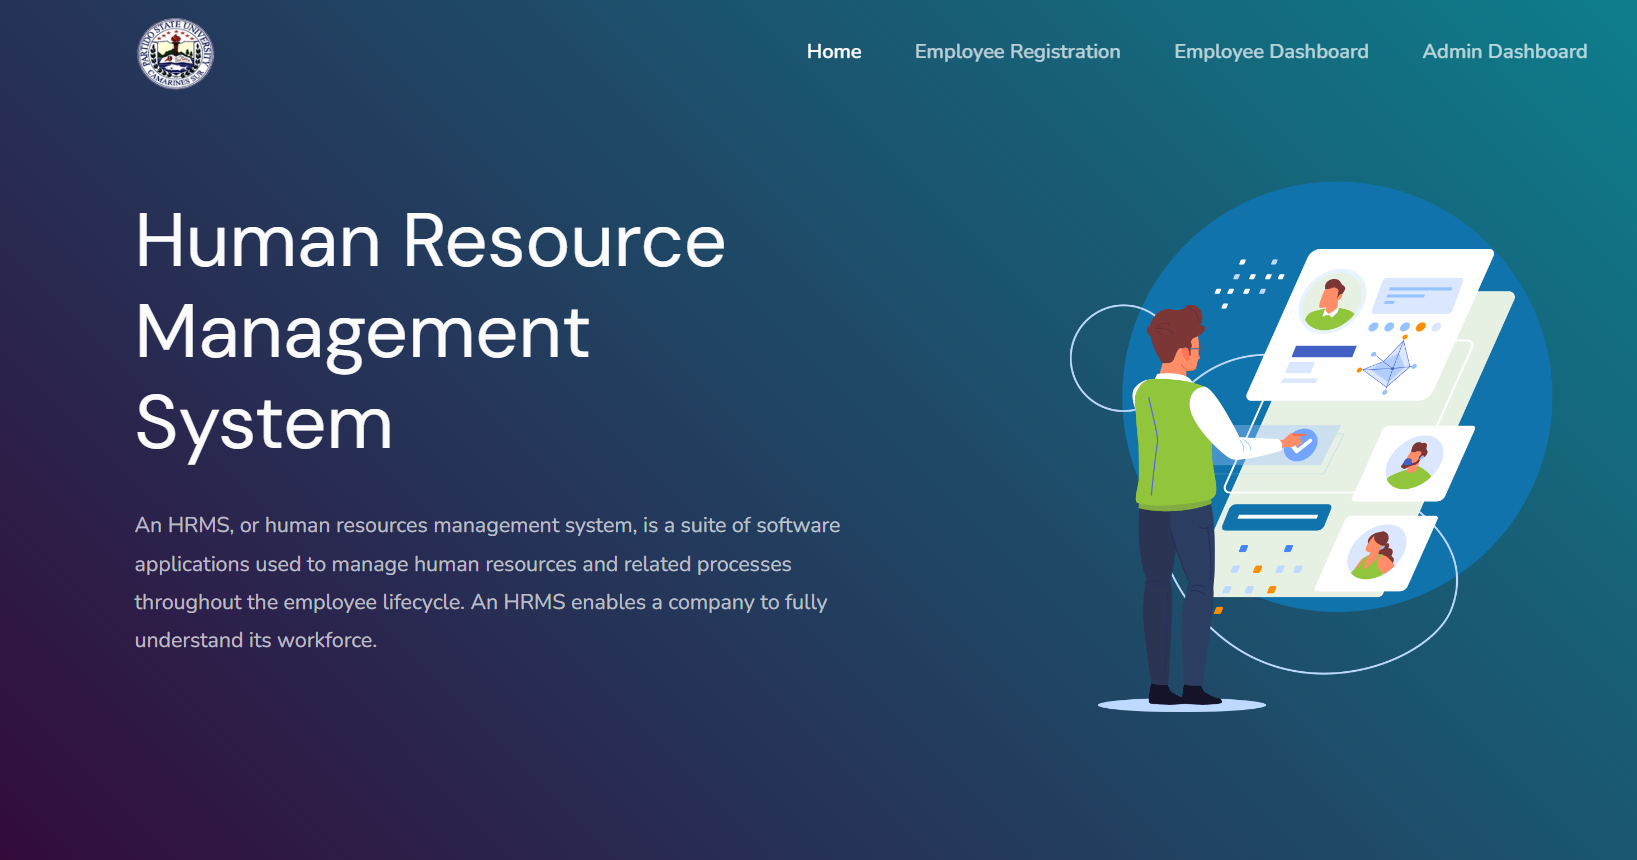 PARTIDO STATE UNIVERSITY
CAMARINES SUR
Home
Employee Registration
Employee Dashboard
Admin Dashboard
Human Resource
Management
System
An HRMS, or human resources management system, is a suite of software
applications used to manage human resources and related processes
throughout the employee lifecycle. An HRMS enables a company to fully
understand its workforce.